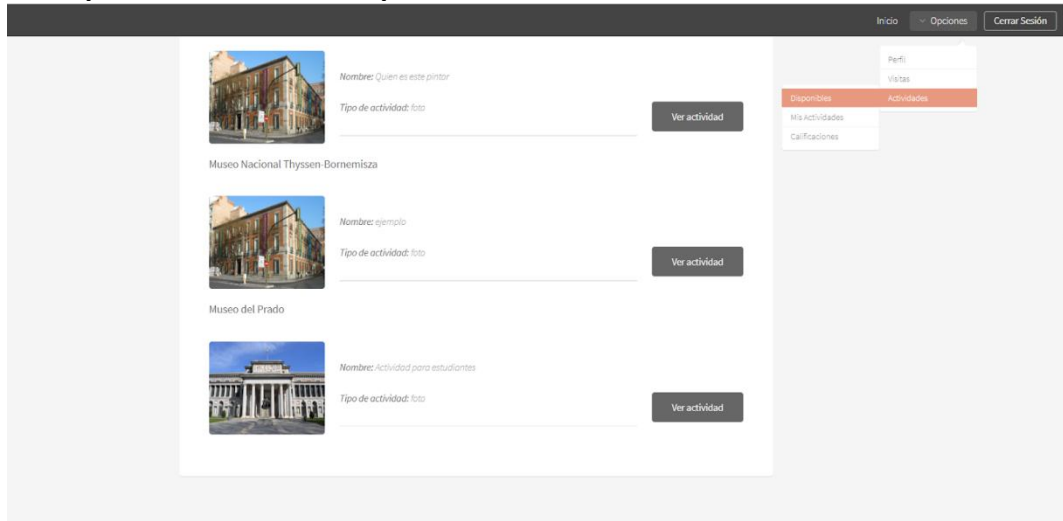 Inicio Opciones Cerrar Sesión
Perfil
Visitas
Disponibles Actividades
Mis Actividades
Calificaciones
Nombre: Quien es este pintor
Tipo de actividad: foto
Ver actividad
Museo Nacional Thyssen-Bornemisza
Nombre: ejemplo
Tipo de actividad: foto
Ver actividad
Museo del Prado
Nombre: Actividad para estudiantes
Tipo de actividad: foto
Ver actividad